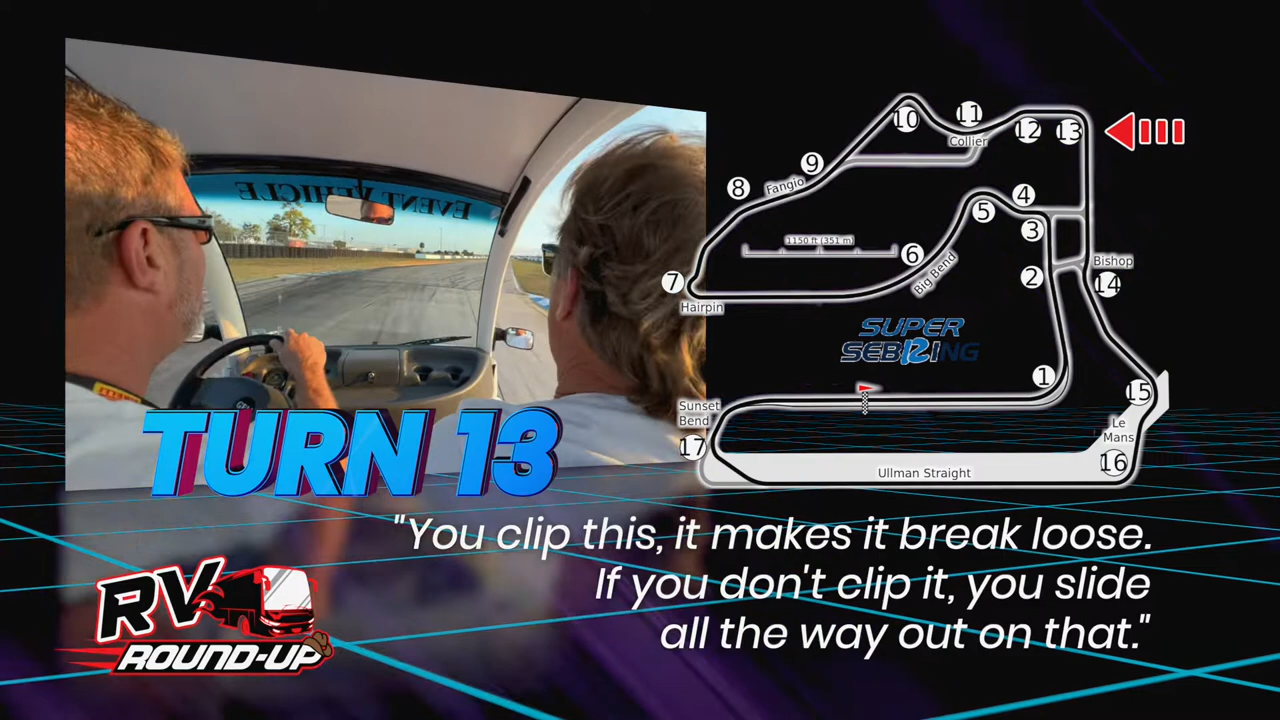 EVENT VEHICLE
10
11
12
13
Collier
9
8
Fangio
4
5
3
1150 ft (351 m
6
Big Bend
2
Bishop
14
7
Hairpin
SUPER
SEB12ING
1
15
Sunset
Bend
Le
Mans
17
16
Ullman Straight
TURN 13
"You clip this, it makes it break loose.
If you don't clip it, you slide
all the way out on that."
RV
ROUND-UP